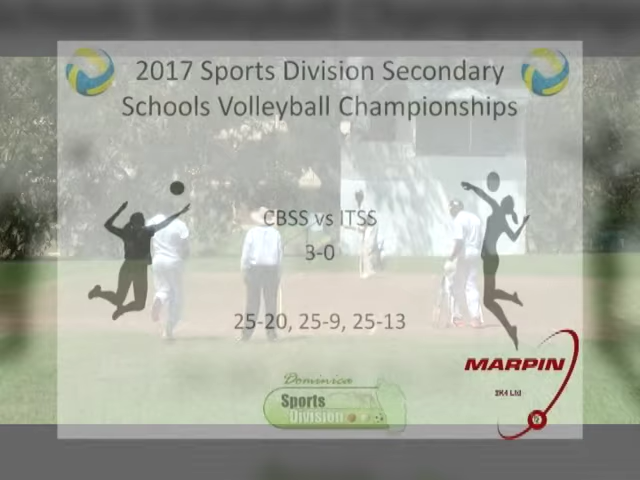 2017 Sports Division Secondary
Schools Volleyball Championships
CBSS vs ITSS
3-0
25-20, 25-9, 25-13
MARPIN
2K4 Ltd
Dominica
Sports
Division